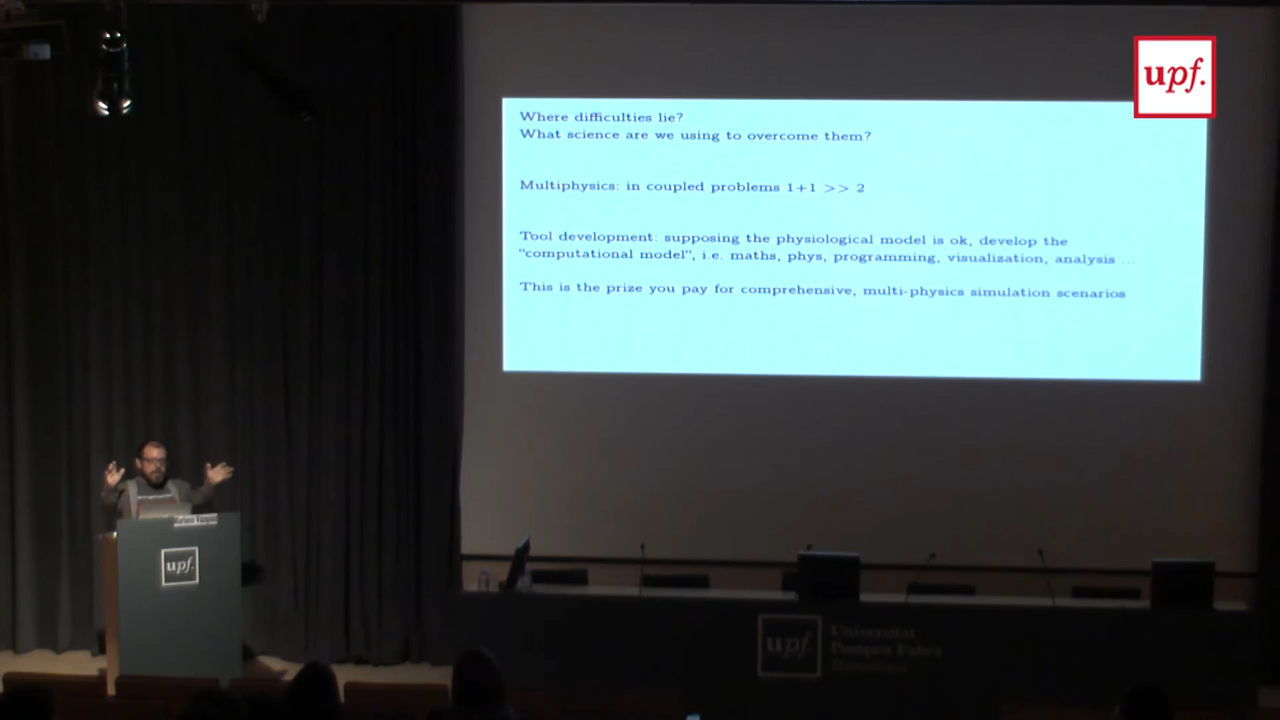 upf.
Where difficulties lie?
What science are we using to overcome them?
Multiphysics: in coupled problems 1+1 >> 2
Tool development: supposing the physiological model is ok, develop the
"computational model", i.e. maths, phys, programming, visualization, analysis ...
This is the prize you pay for comprehensive, multi-physics simulation scenarios
upf.
upf.
Universitat
Pompeu Fabra
Barcelona